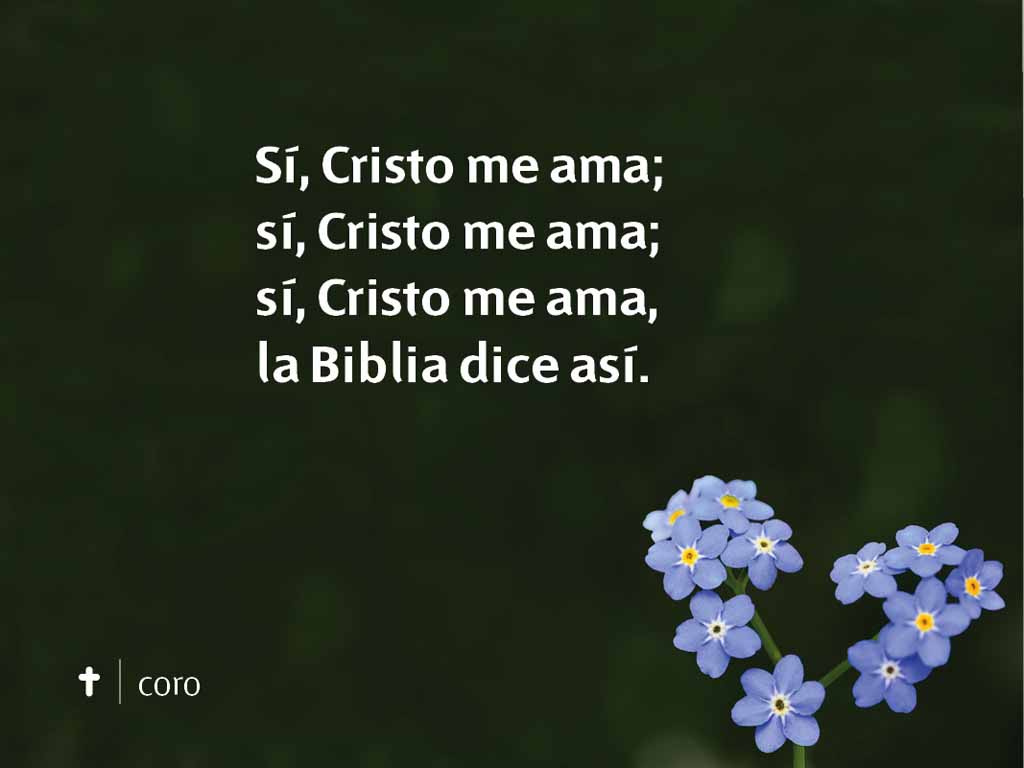 Sí, Cristo me ama;
sí, Cristo me ama;
sí, Cristo me ama,
la Biblia dice así.
coro